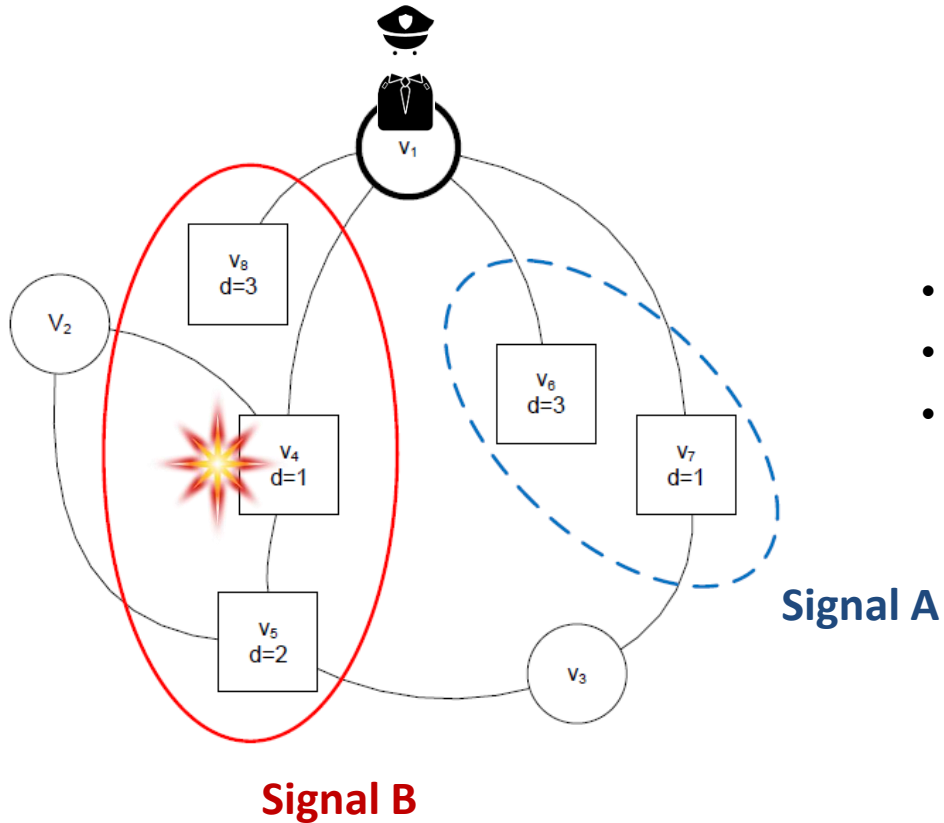 v₁
v₈
d=3
V₂
v₆
d=3
v₄
d=1
v₇
d=1
v₅
d=2
v₃
Signal A
Signal B